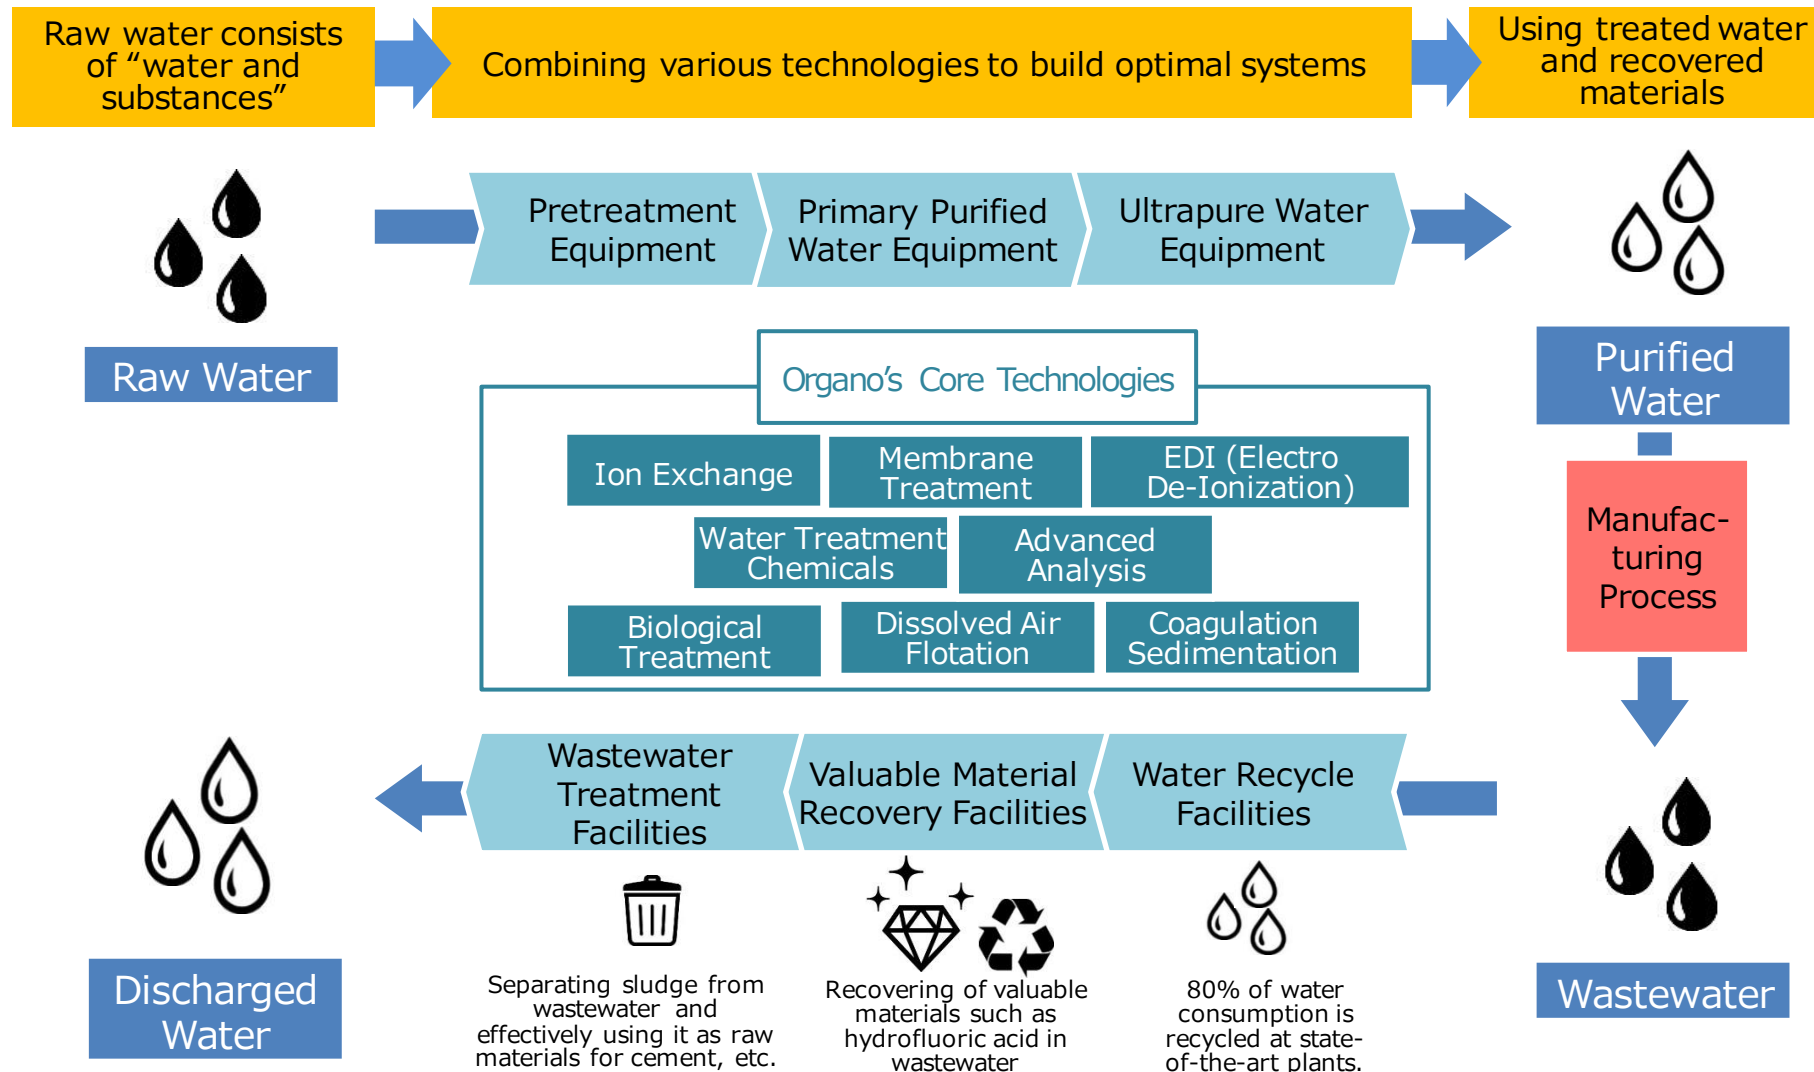 Raw water consists
of “water and
substances”
Combining various technologies to build optimal systems
Using treated water
and recovered
materials
Pretreatment
Equipment
Primary Purified
Water Equipment
Ultrapure Water
Equipment
Raw Water
Purified
Water
Organo’s Core Technologies
Ion Exchange
Membrane
Treatment
EDI (Electro
De-Ionization)
Water Treatment
Chemicals
Advanced
Analysis
Biological
Treatment
Dissolved Air
Flotation
Coagulation
Sedimentation
Manufac-
turing
Process
Wastewater
Treatment
Facilities
Valuable Material
Recovery Facilities
Water Recycle
Facilities
Discharged
Water
Separating sludge from
wastewater and
effectively using it as raw
materials for cement, etc.
Recovering of valuable
materials such as
hydrofluoric acid in
wastewater
80% of water
consumption is
recycled at state-
of-the-art plants.
Wastewater